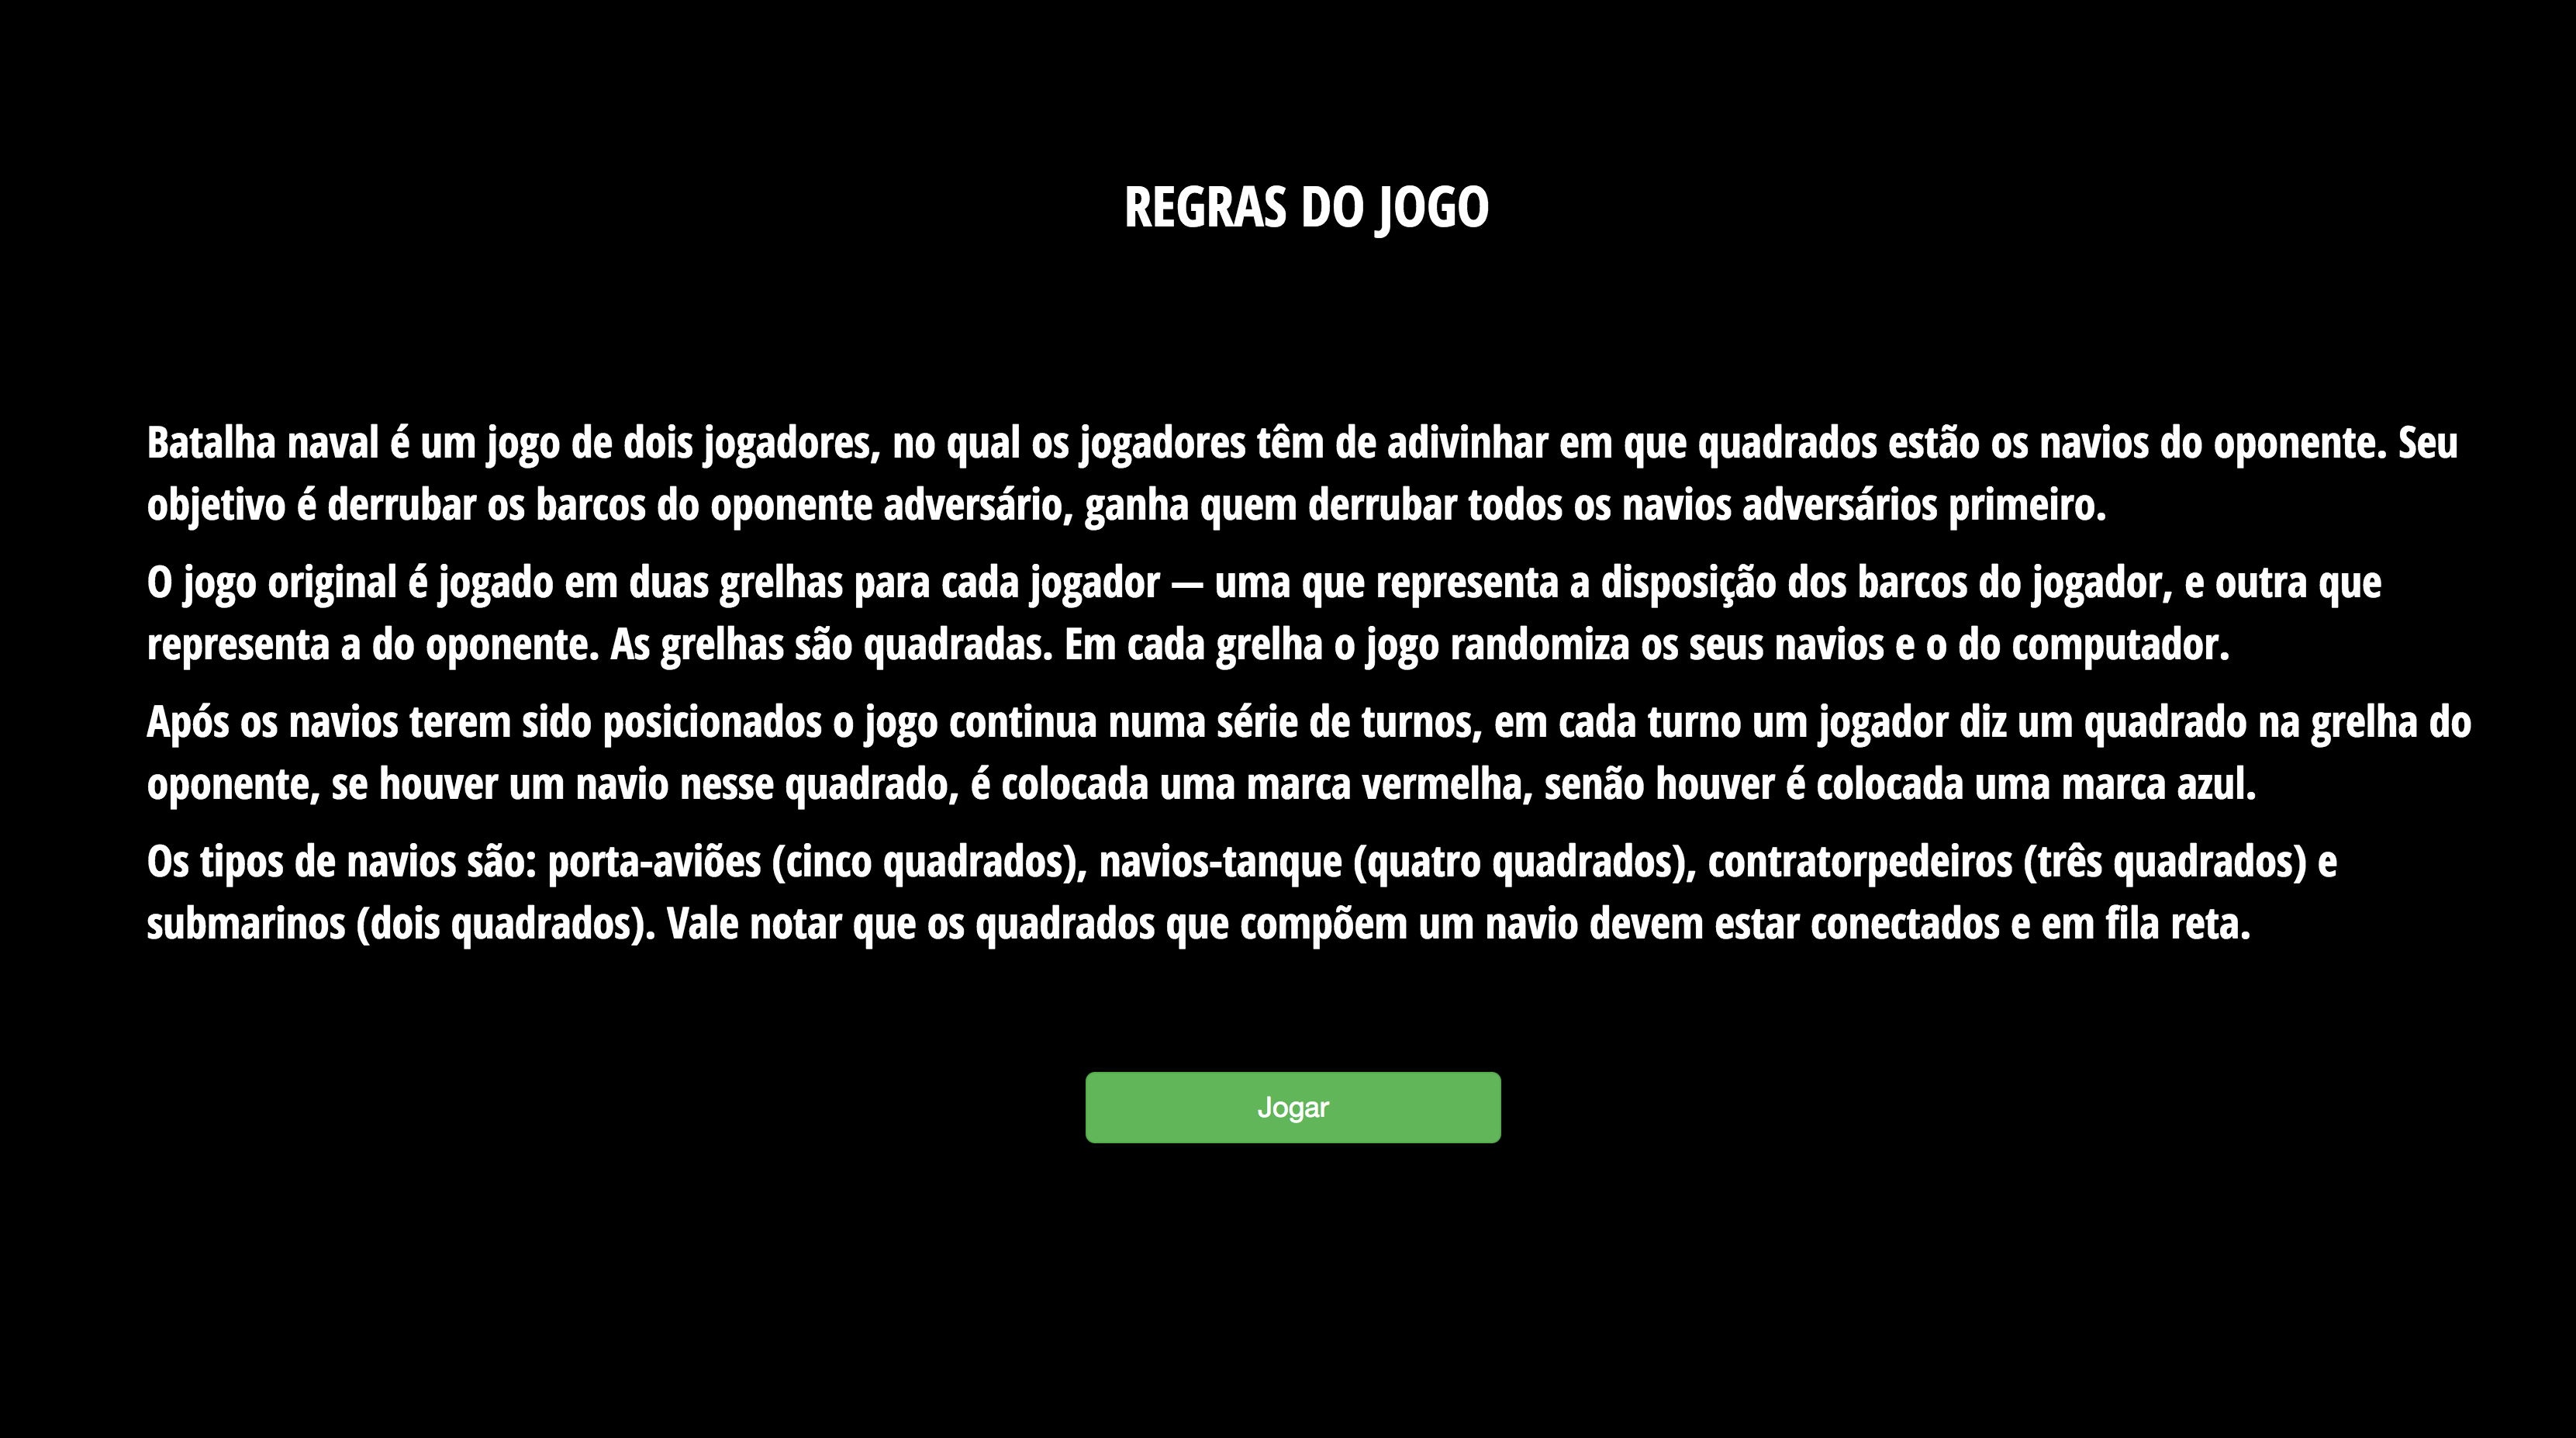 REGRAS DO JOGO
Batalha naval é um jogo de dois jogadores, no qual os jogadores têm de adivinhar em que quadrados estão os navios do oponente. Seu
objetivo é derrubar os barcos do oponente adversário, ganha quem derrubar todos os navios adversários primeiro.
O jogo original é jogado em duas grelhas para cada jogador — uma que representa a disposição dos barcos do jogador, e outra que
representa a do oponente. As grelhas são quadradas. Em cada grelha o jogo randomiza os seus navios e o do computador.
Após os navios terem sido posicionados o jogo continua numa série de turnos, em cada turno um jogador diz um quadrado na grelha do
oponente, se houver um navio nesse quadrado, é colocada uma marca vermelha, senão houver é colocada uma marca azul.
Os tipos de navios são: porta-aviões (cinco quadrados), navios-tanque (quatro quadrados), contratorpedeiros (três quadrados) e
submarinos (dois quadrados). Vale notar que os quadrados que compõem um navio devem estar conectados e em fila reta.
Jogar